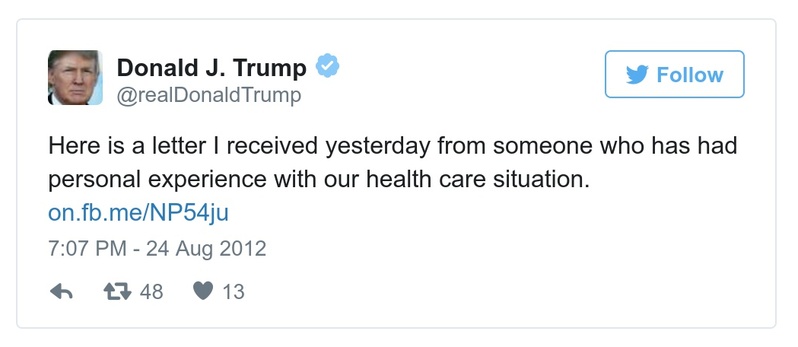 Donald J. Trump
@realDonaldTrump
Follow
Here is a letter I received yesterday from someone who has had
personal experience with our health care situation.
on.fb.me/NP54ju
7:07 PM - 24 Aug 2012
48 13